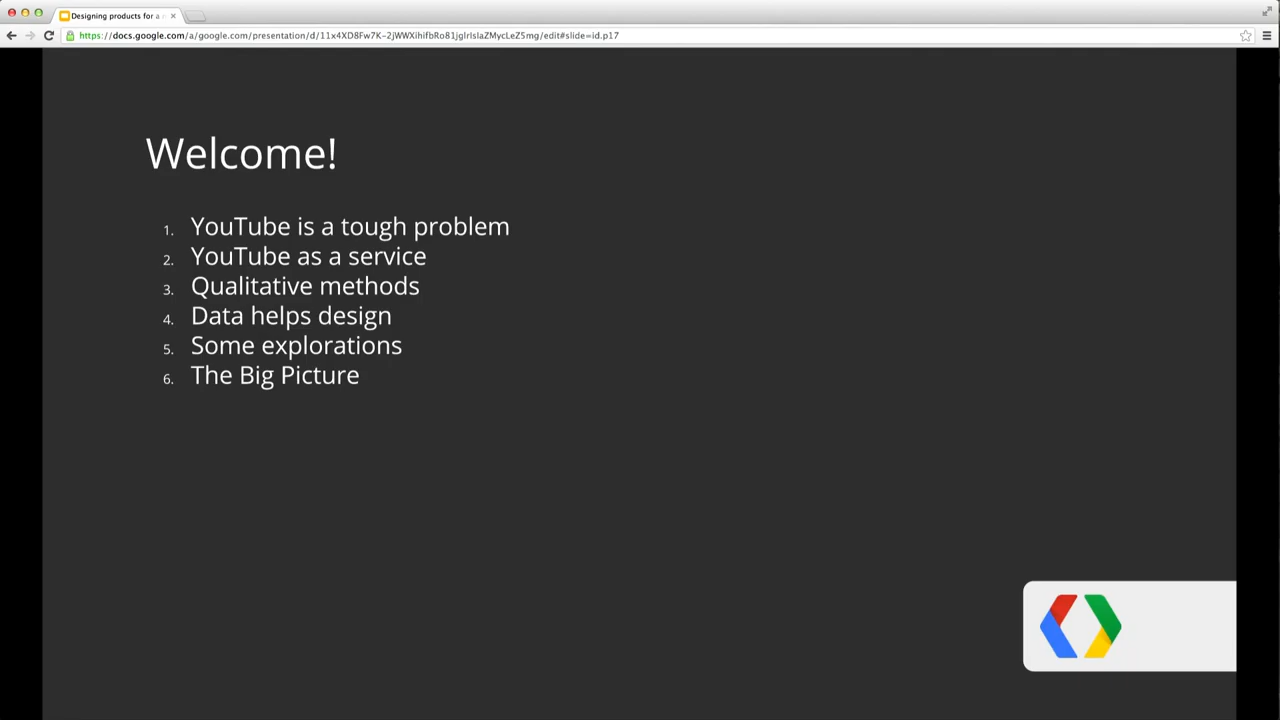 Designing products for a
https://docs.google.com/a/google.com/presentation/d/11x4XD8Fw7K-2jWWXihifbRo81jglrlslaZMycLeZ5mg/edit#slide=id.p17
Welcome!
1. YouTube is a tough problem
2. YouTube as a service
3. Qualitative methods
4. Data helps design
5. Some explorations
6. The Big Picture